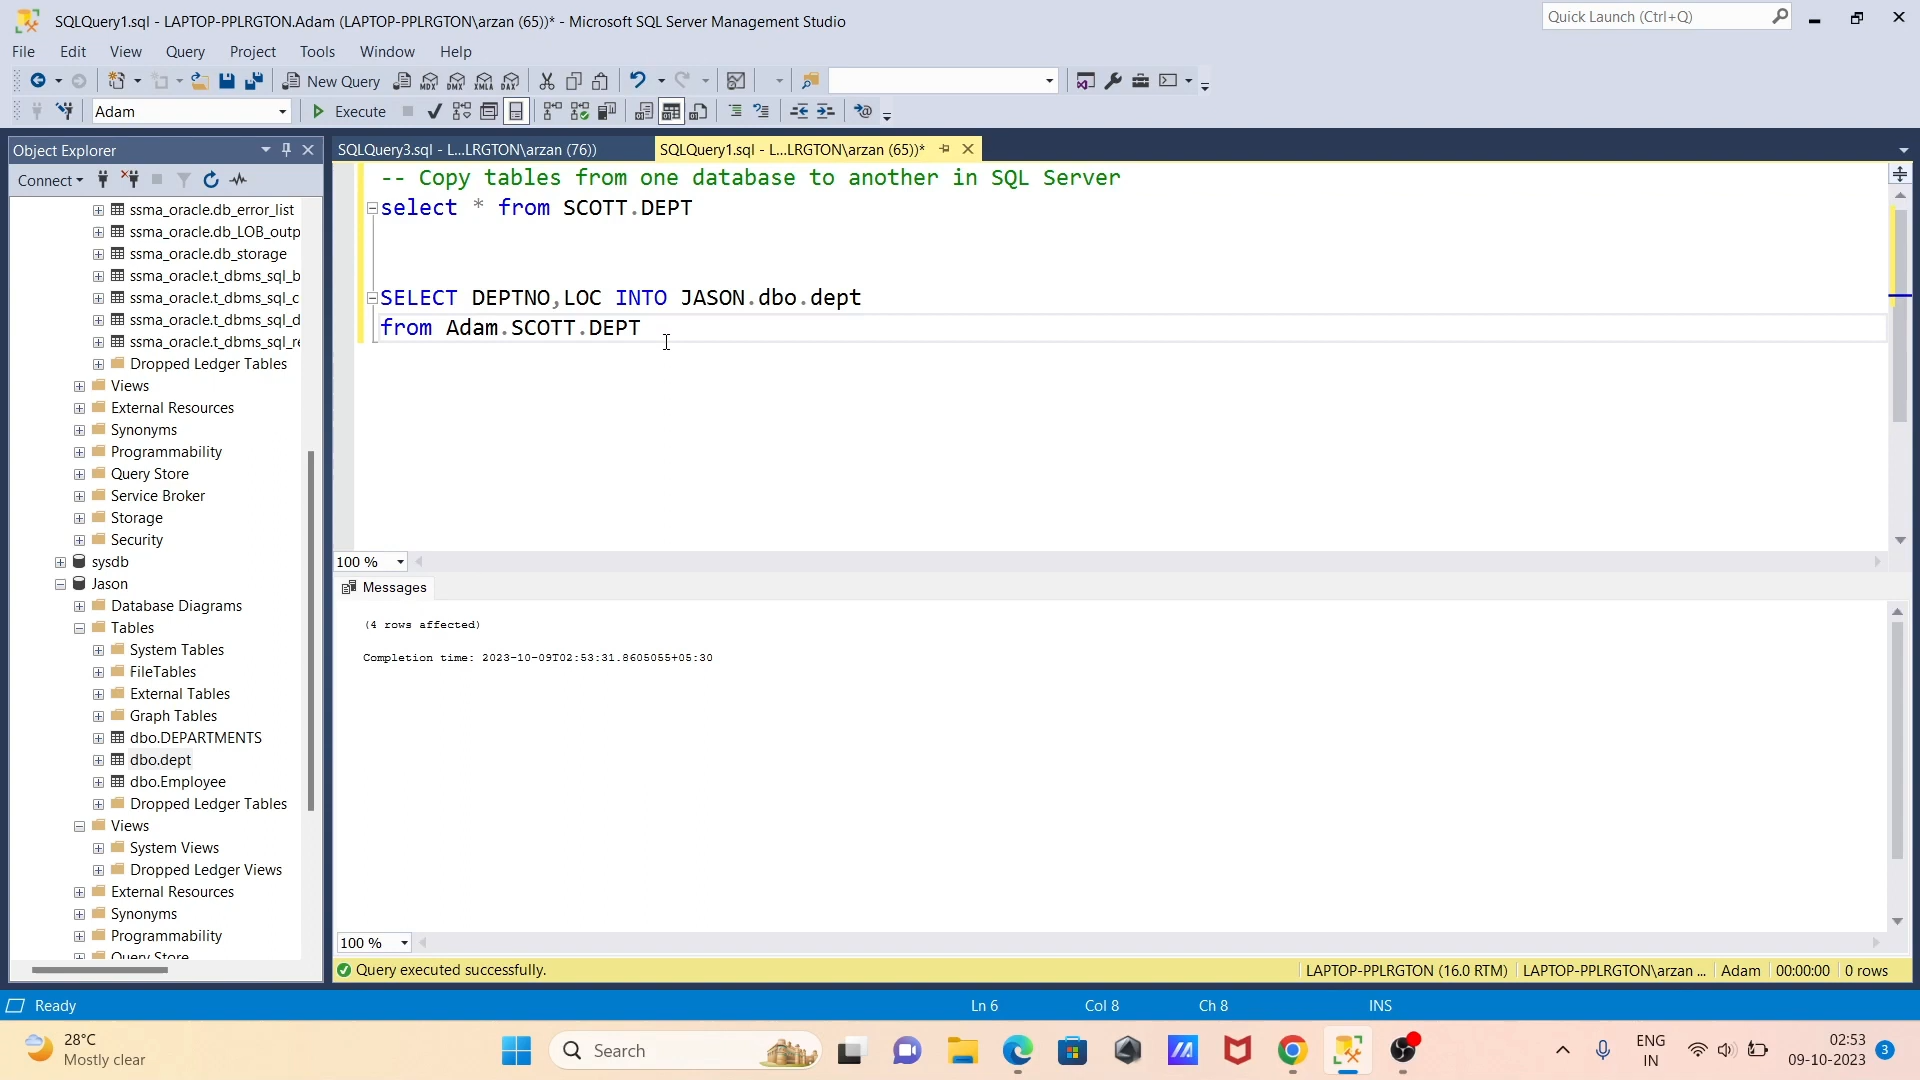 SQLQuery1.sql - LAPTOP-PPLRGTON.Adam (LAPTOP-PPLRGTON\arzan (65))* - Microsoft SQL Server Management Studio
Quick Launch (Ctrl+Q)
File Edit View Query Project Tools Window Help
New Query
MDX DMX XMLA DAX
Adam
Execute
Object Explorer
SQLQuery3.sql - L...LRGTON\arzan (76))
SQLQuery1.sql - L...LRGTON\arzan (65))*
Connect
ssma_oracle.db_error_list
ssma_oracle.db_LOB_outp
ssma_oracle.db_storage
ssma_oracle.t_dbms_sql_b
ssma_oracle.t_dbms_sql_c
ssma_oracle.t_dbms_sql_d
ssma_oracle.t_dbms_sql_re
Dropped Ledger Tables
Views
External Resources
Synonyms
Programmability
Query Store
Service Broker
Storage
Security
sysdb
Jason
Database Diagrams
Tables
System Tables
FileTables
External Tables
Graph Tables
dbo.DEPARTMENTS
dbo.dept
dbo.Employee
Dropped Ledger Tables
Views
System Views
Dropped Ledger Views
External Resources
Synonyms
Programmability
Query Store
-- Copy tables from one database to another in SQL Server
select * from SCOTT.DEPT
SELECT DEPTNO,LOC INTO JASON.dbo.dept
from Adam.SCOTT.DEPT
100 %
Messages
(4 rows affected)
Completion time: 2023-10-09T02:53:31.8605055+05:30
100 %
Query executed successfully.
LAPTOP-PPLRGTON (16.0 RTM) LAPTOP-PPLRGTON\arzan ... Adam 00:00:00 0 rows
Ready
Ln 6 Col 8 Ch 8 INS
28°C
Mostly clear
Search
ENG
IN
02:53
09-10-2023
3